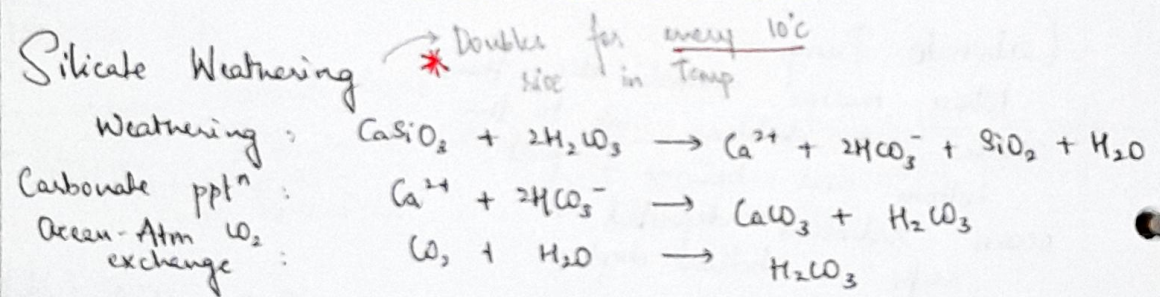 Silicate Weathering → * Doubles for every 10°C
rise in Temp
Weathering : CaSiO₃ + 2H₂CO₃ → Ca²⁺ + 2HCO₃⁻ + SiO₂ + H₂O
Carbonate pptⁿ : Ca²⁺ + 2HCO₃⁻ → CaCO₃ + H₂CO₃
Ocean-Atm CO₂
exchange : CO₂ + H₂O → H₂CO₃